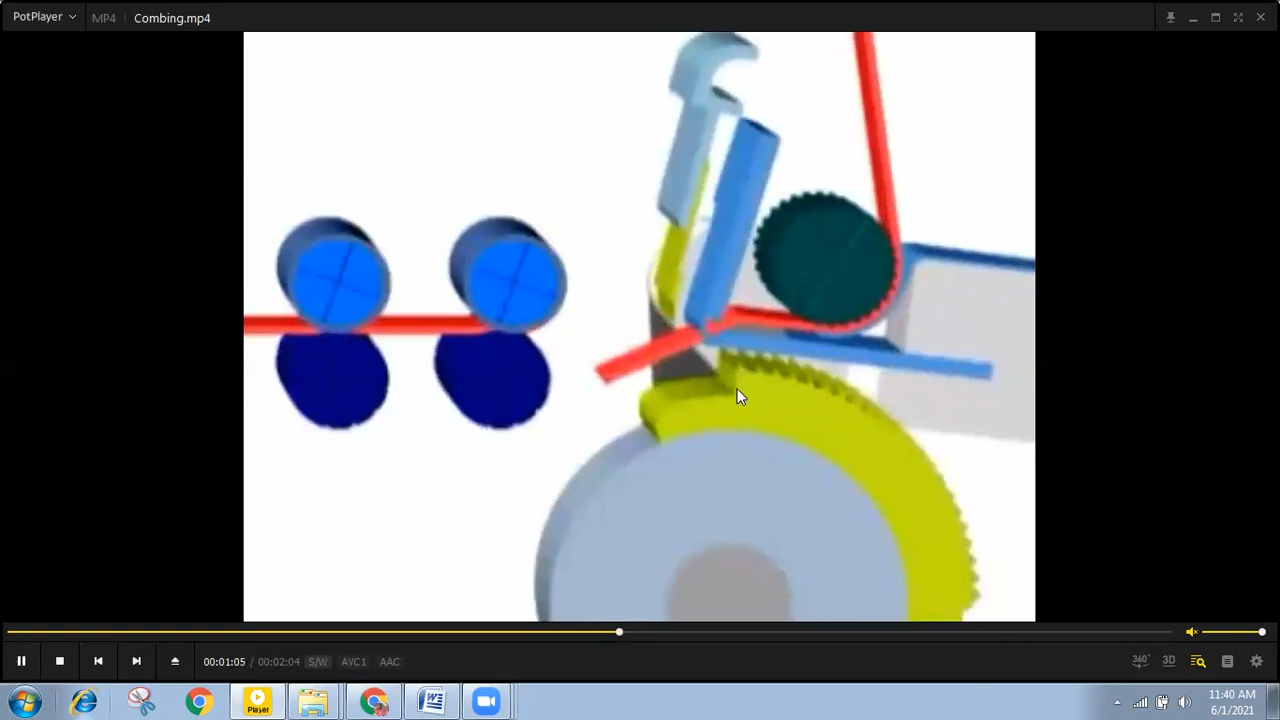 PotPlayer MP4 Combing.mp4
00:01:05 / 00:02:04 S/W AVC1 AAC 360° 3D
Player W 11:40 AM
6/1/2021